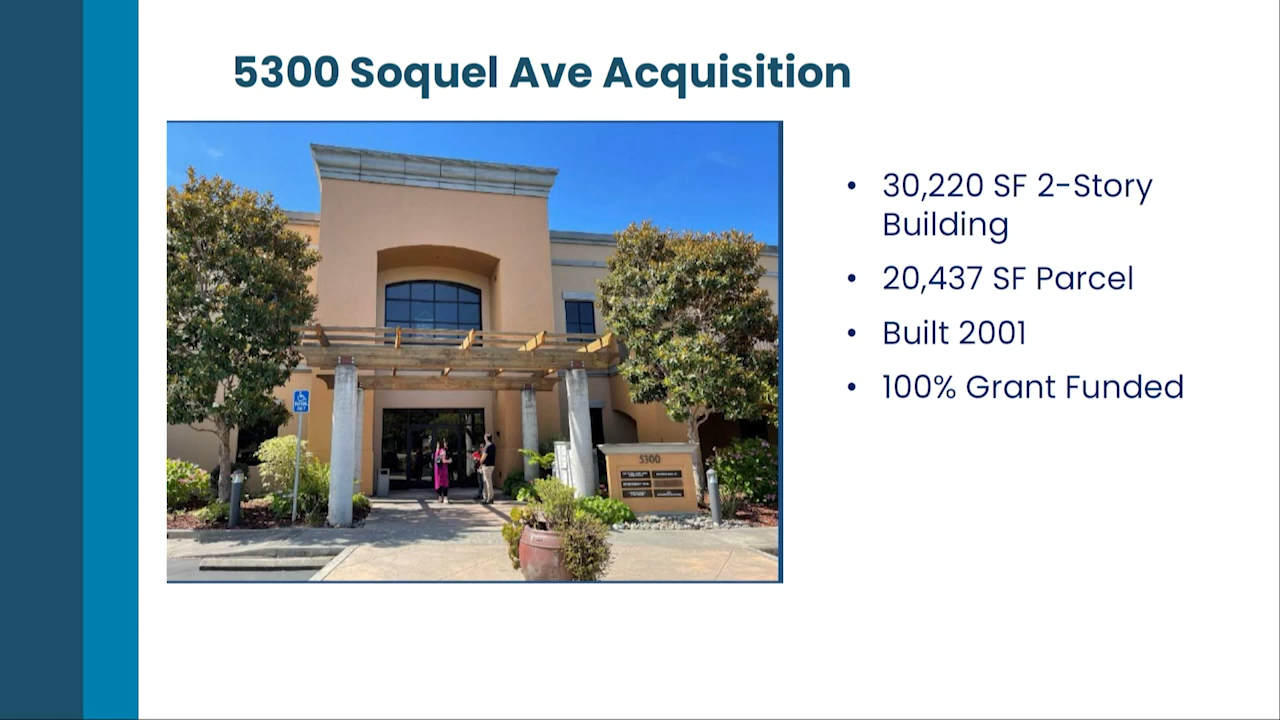 5300 Soquel Ave Acquisition
• 30,220 SF 2-Story
Building
• 20,437 SF Parcel
• Built 2001
• 100% Grant Funded
5300